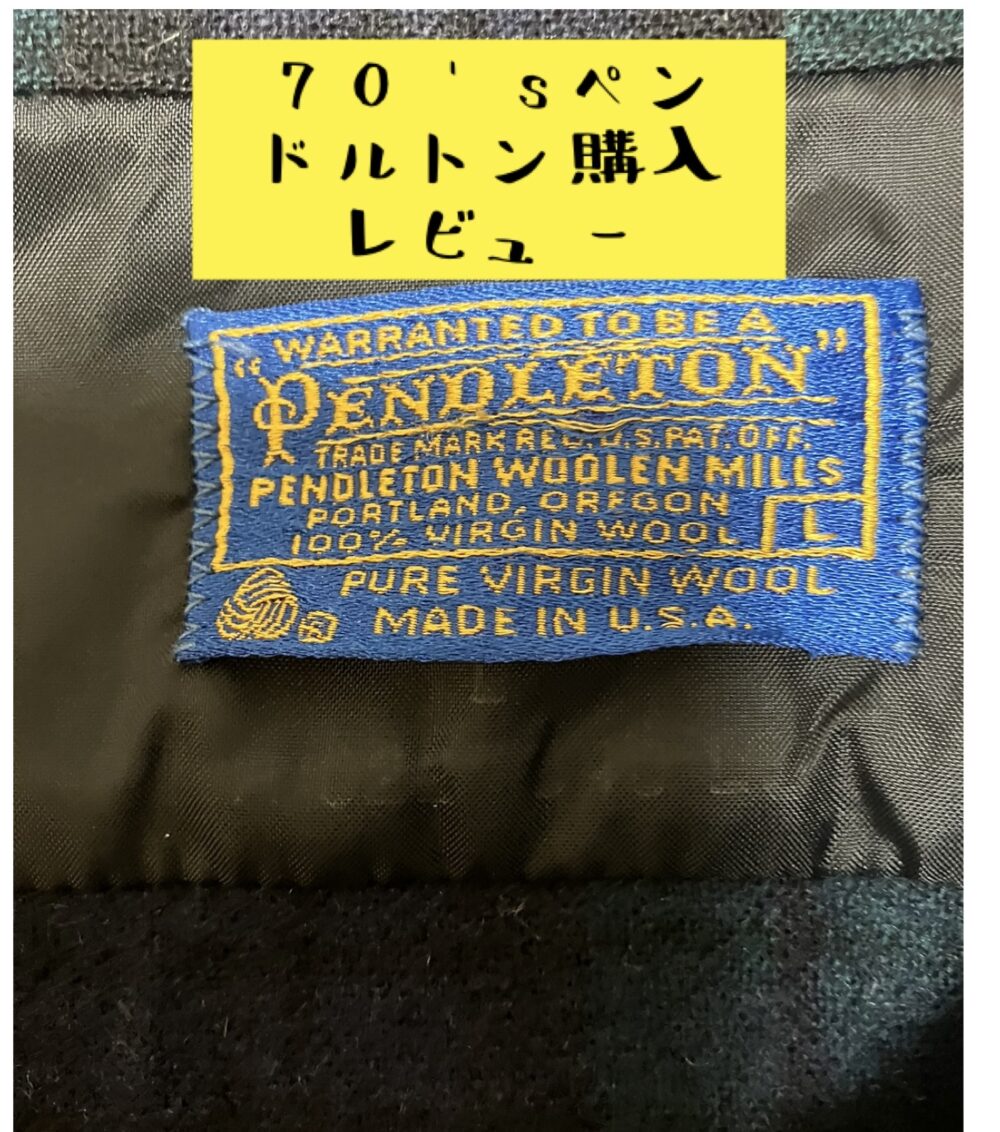 ７０'sペン
ドルトン購入
レビュー
WARRANTED TO BE A
"PENDLETON"
TRADE MARK REG. U.S. PAT. OFF.
PENDLETON WOOLEN MILLS
PORTLAND, OREGON
100% VIRGIN WOOL L
PURE VIRGIN WOOL
R MADE IN U.S.A.